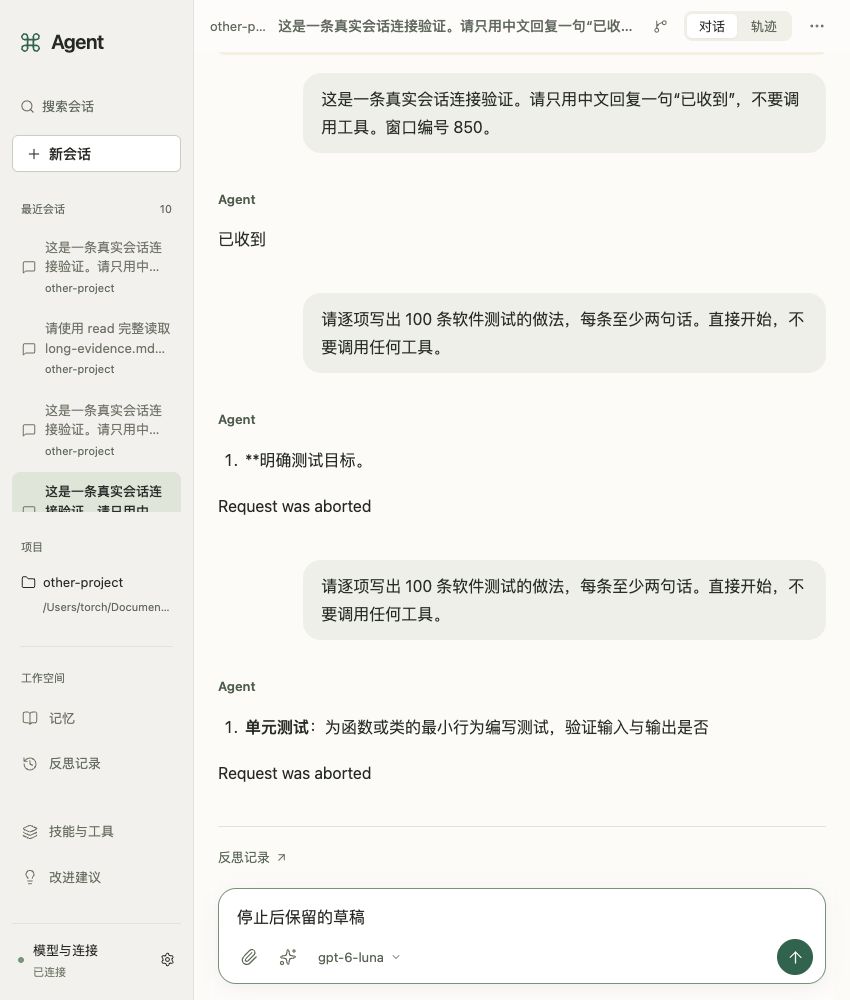 Agent
搜索会话
新会话
最近会话 10
这是一条真实会话连
接验证。请只用中...
other-project
请使用 read 完整读取
long-evidence.md...
other-project
这是一条真实会话连
接验证。请只用中...
other-project
这是一条真实会话连
接验证。请只用中
项目
other-project
/Users/torch/Documen...
工作空间
记忆
反思记录
技能与工具
改进建议
模型与连接
已连接
other-p... 这是一条真实会话连接验证。请只用中文回复一句“已收... 对话 轨迹
这是一条真实会话连接验证。请只用中文回复一句“已收到”，不要调
用工具。窗口编号 850。
Agent
已收到
请逐项写出 100 条软件测试的做法，每条至少两句话。直接开始，不
要调用任何工具。
Agent
1. **明确测试目标。
Request was aborted
请逐项写出 100 条软件测试的做法，每条至少两句话。直接开始，不
要调用任何工具。
Agent
1. 单元测试：为函数或类的最小行为编写测试，验证输入与输出是否
Request was aborted
反思记录
停止后保留的草稿
gpt-6-luna